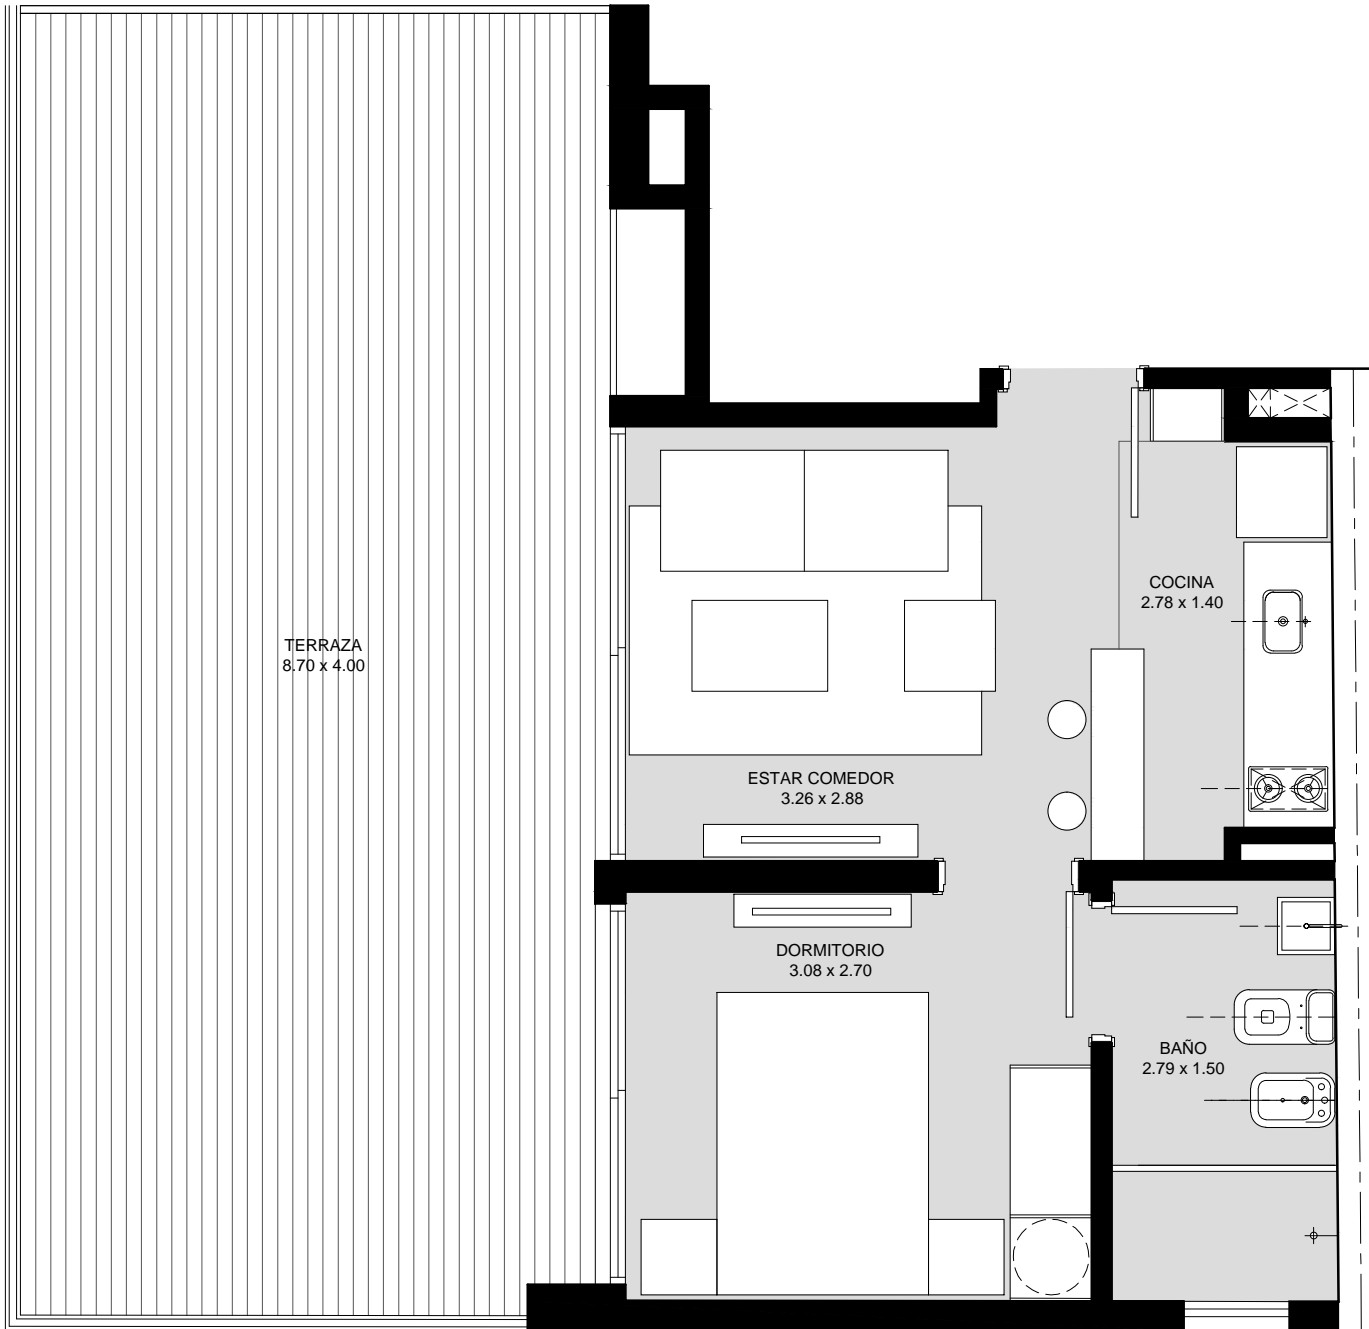 TERRAZA
8.70 x 4.00
COCINA
2.78 x 1.40
ESTAR COMEDOR
3.26 x 2.88
DORMITORIO
3.08 x 2.70
BAÑO
2.79 x 1.50